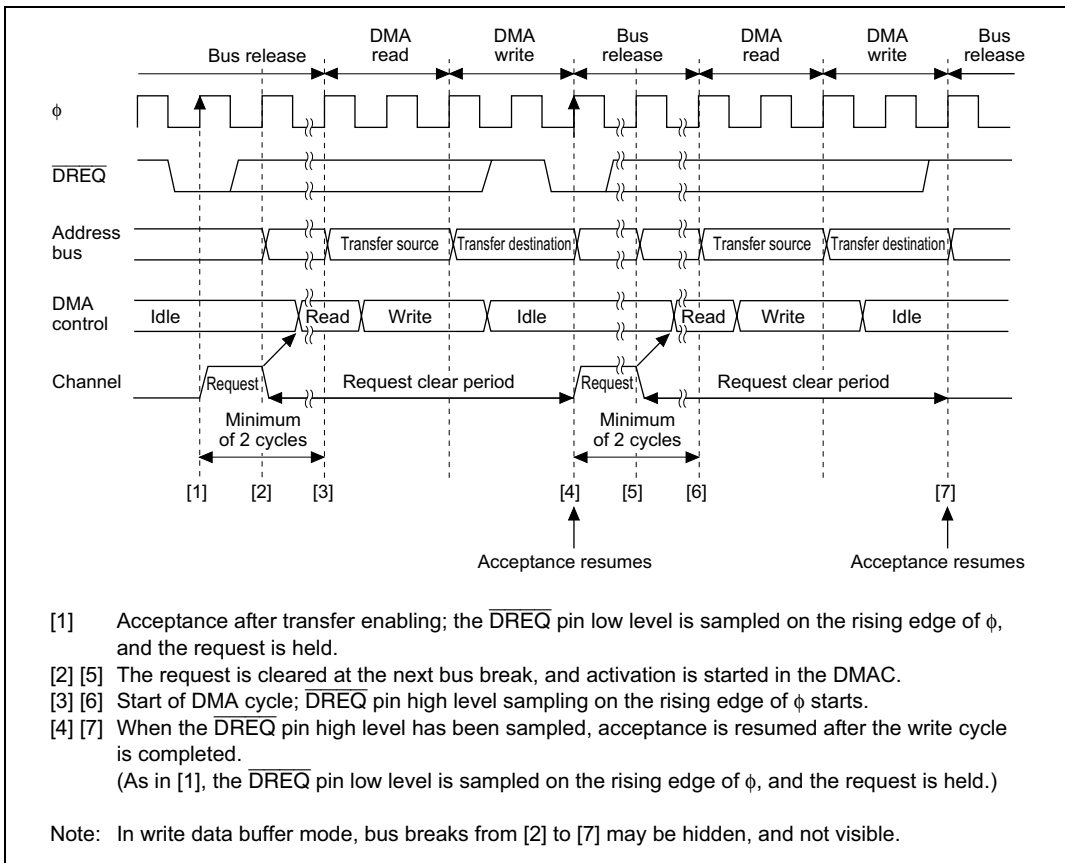 Bus release
DMA read
DMA write
Bus release
DMA read
DMA write
Bus release
ϕ
DREQ
Address bus
Transfer source
Transfer destination
Transfer source
Transfer destination
DMA control
Idle
Read
Write
Idle
Read
Write
Idle
Channel
Request
Request clear period
Request
Request clear period
Minimum of 2 cycles
Minimum of 2 cycles
[1] [2] [3] [4] [5] [6] [7]
Acceptance resumes
Acceptance resumes
[1] Acceptance after transfer enabling; the DREQ pin low level is sampled on the rising edge of ϕ,
and the request is held.
[2] [5] The request is cleared at the next bus break, and activation is started in the DMAC.
[3] [6] Start of DMA cycle; DREQ pin high level sampling on the rising edge of ϕ starts.
[4] [7] When the DREQ pin high level has been sampled, acceptance is resumed after the write cycle
is completed.
(As in [1], the DREQ pin low level is sampled on the rising edge of ϕ, and the request is held.)
Note: In write data buffer mode, bus breaks from [2] to [7] may be hidden, and not visible.